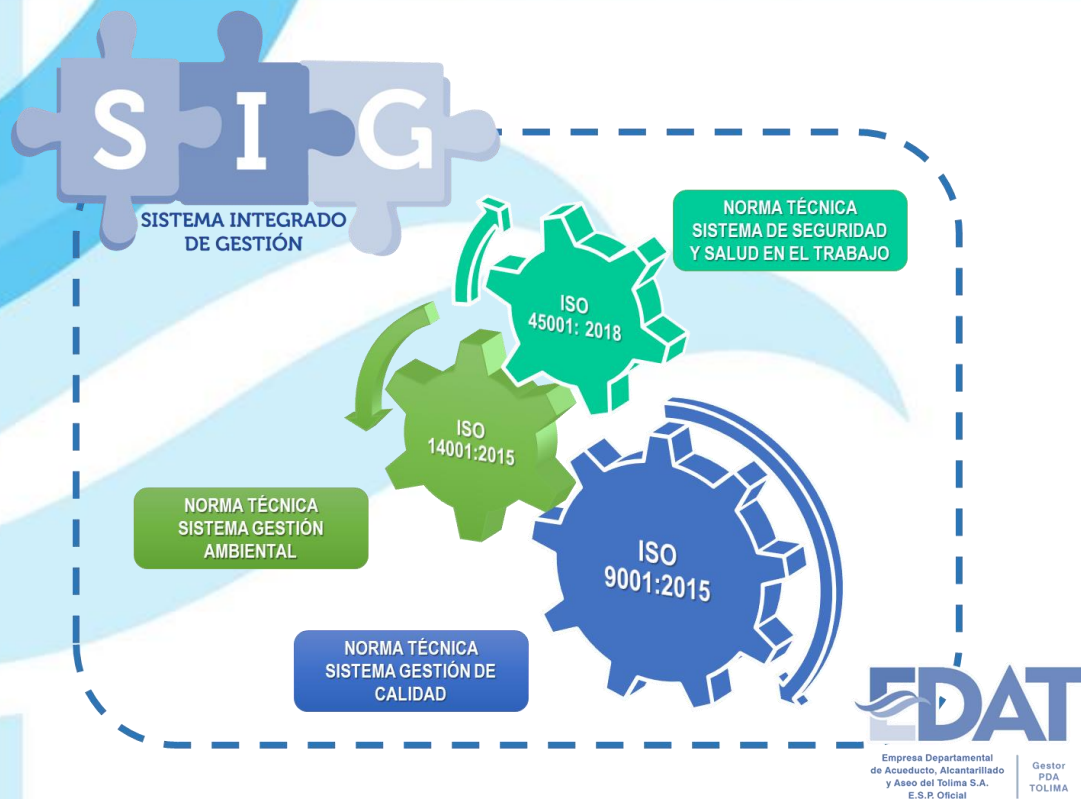 S I G
SISTEMA INTEGRADO
DE GESTIÓN
NORMA TÉCNICA
SISTEMA DE SEGURIDAD
Y SALUD EN EL TRABAJO
ISO
45001: 2018
ISO
14001:2015
NORMA TÉCNICA
SISTEMA GESTIÓN
AMBIENTAL
ISO
9001:2015
NORMA TÉCNICA
SISTEMA GESTIÓN DE
CALIDAD
EDAT
Empresa Departamental
de Acueducto, Alcantarillado
y Aseo del Tolima S.A.
E.S.P. Oficial
Gestor
PDA
TOLIMA